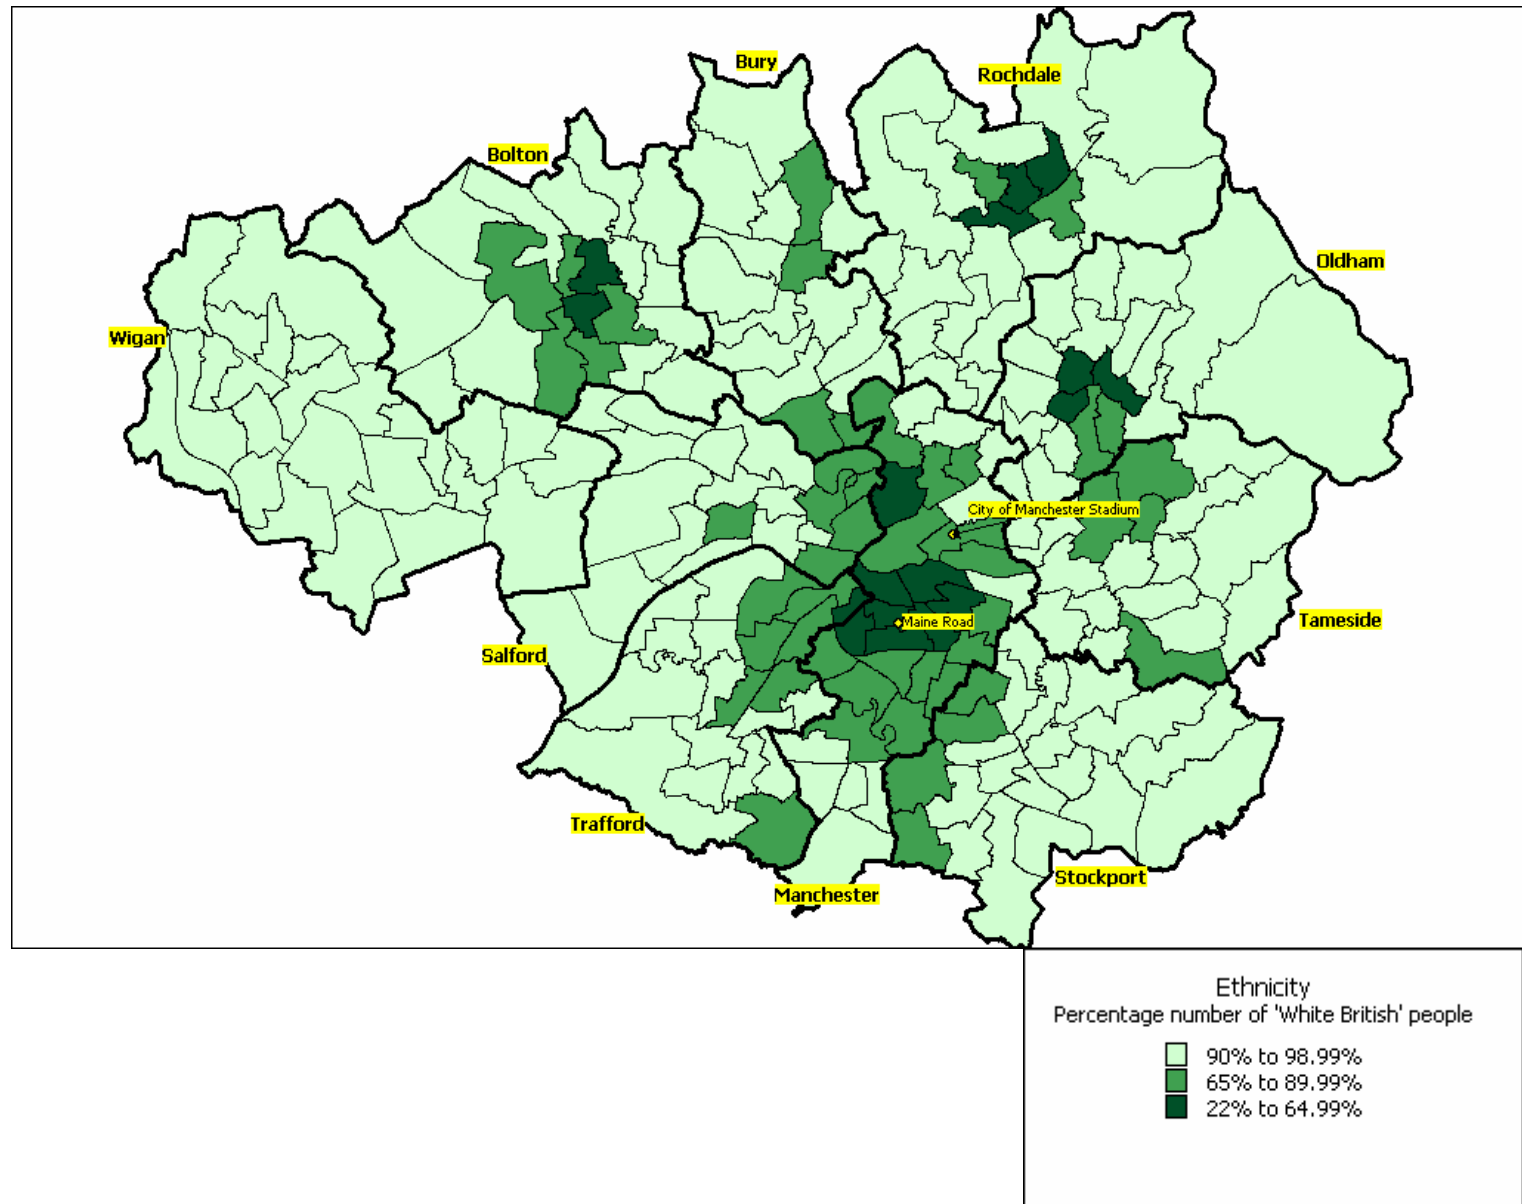 Bury
Rochdale
Bolton
Oldham
Wigan
City of Manchester Stadium
Maine Road
Tameside
Salford
Trafford
Stockport
Manchester
Ethnicity
Percentage number of 'White British' people
90% to 98.99%
65% to 89.99%
22% to 64.99%